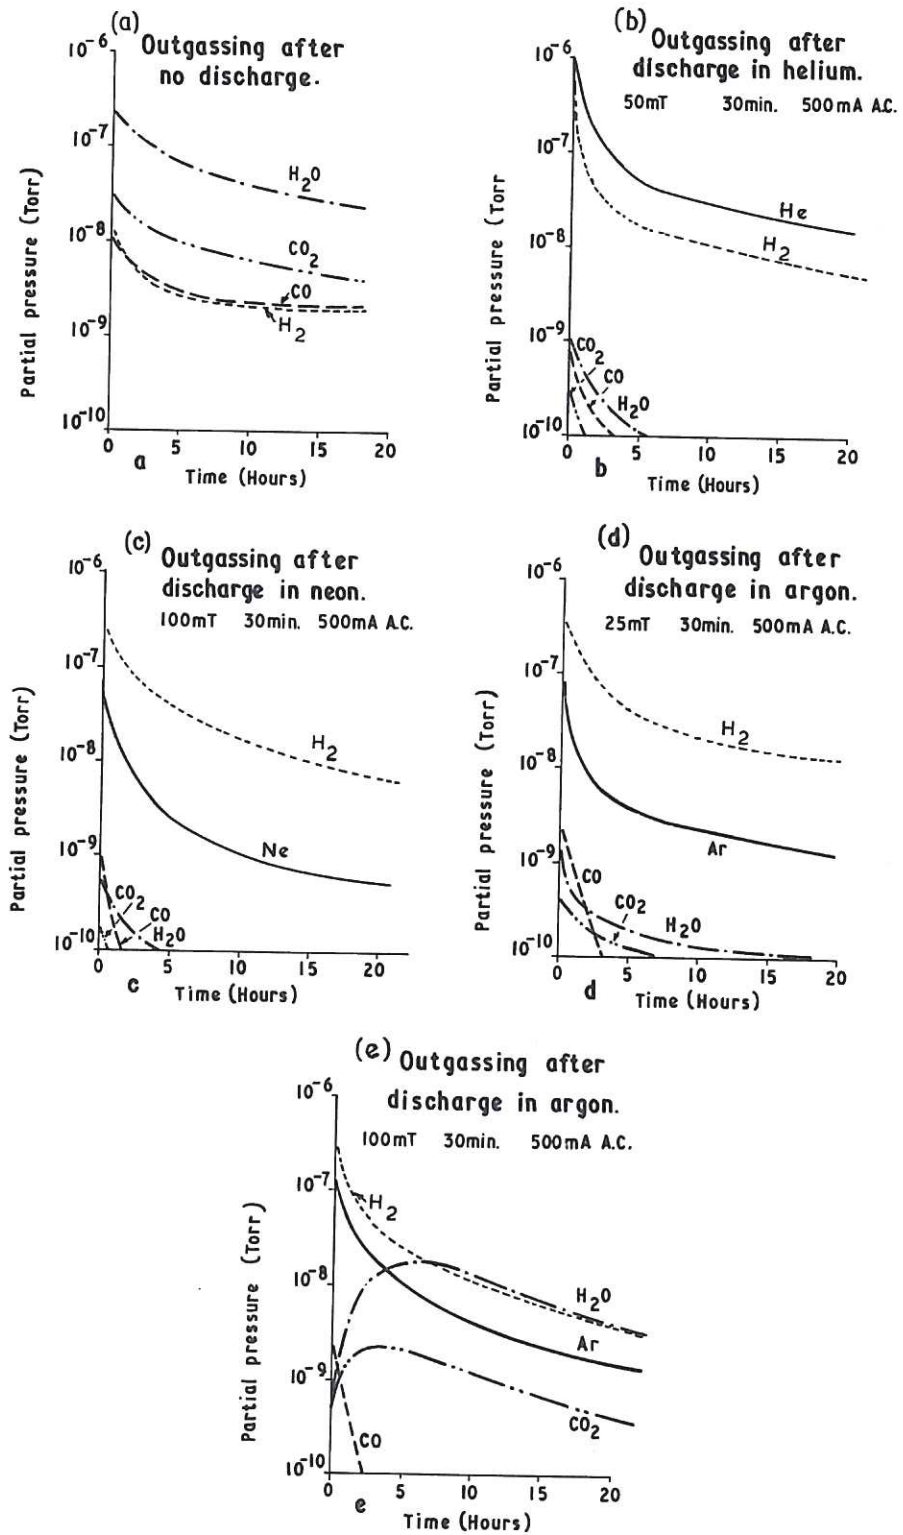 (a)
Outgassing after
no discharge.
10-6
10-7
10-8
10-9
10-10
Partial pressure (Torr)
H2O
CO2
CO
H2
0 5 10 15 20
a
Time (Hours)
(b)
Outgassing after
discharge in helium.
50mT 30min. 500mA A.C.
10-6
10-7
10-8
10-9
10-10
Partial pressure (Torr
He
H2
CO2
CO
H2O
0 5 10 15 20
b
Time (Hours)
(c)
Outgassing after
discharge in neon.
100mT 30min. 500mA A.C.
10-6
10-7
10-8
10-9
10-10
Partial pressure (Torr)
H2
Ne
CO2
CO
H2O
0 5 10 15 20
c
Time (Hours)
(d)
Outgassing after
discharge in argon.
25mT 30min. 500mA A.C.
10-6
10-7
10-8
10-9
10-10
Partial pressure (Torr)
H2
Ar
CO
CO2
H2O
0 5 10 15 20
d
Time (Hours)
(e)
Outgassing after
discharge in argon.
100mT 30min. 500mA A.C.
10-6
10-7
10-8
10-9
10-10
Partial pressure (Torr)
H2
H2O
Ar
CO2
CO
0 5 10 15 20
e
Time (Hours)